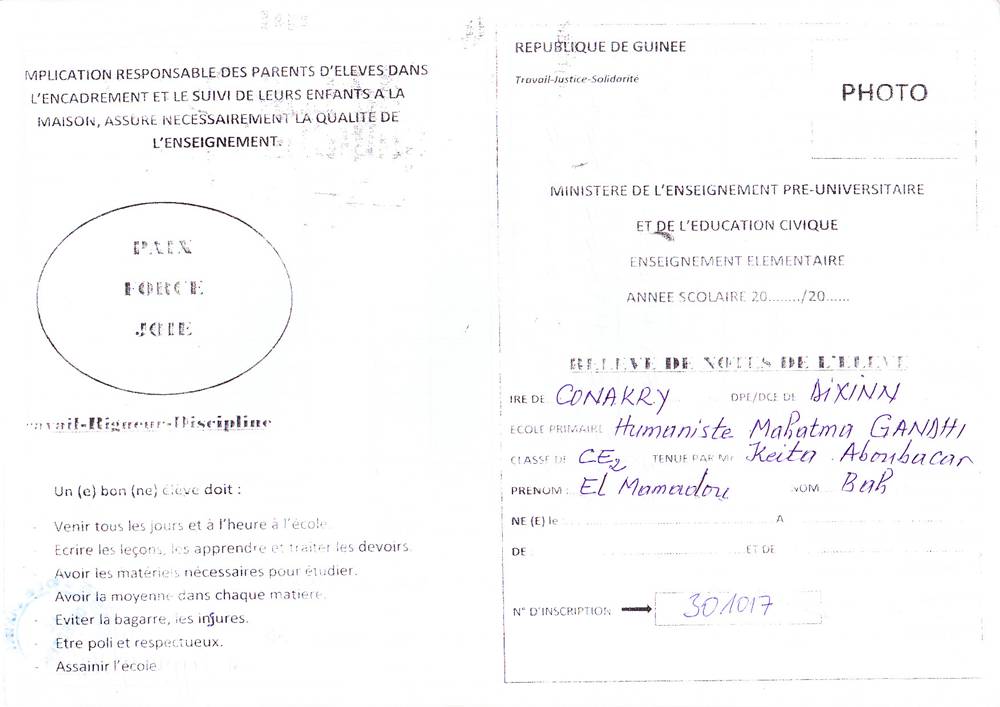 MPLICATION RESPONSABLE DES PARENTS D'ELEVES DANS
L'ENCADREMENT ET LE SUIVI DE LEURS ENFANTS A LA
MAISON, ASSURE NECESSAIREMENT LA QUALITE DE
L'ENSEIGNEMENT.
PAIX
FORCE
JOIE
avail-Rigueur-Discipline
Un (e) bon (ne) élève doit :
- Venir tous les jours et à l'heure à l'école.
- Ecrire les leçons, les apprendre et traiter les devoirs.
- Avoir les matériels nécessaires pour étudier.
- Avoir la moyenne dans chaque matière.
- Eviter la bagarre, les injures.
- Etre poli et respectueux.
- Assainir l'école.
REPUBLIQUE DE GUINEE
Travail-Justice-Solidarité
PHOTO
MINISTERE DE L'ENSEIGNEMENT PRE-UNIVERSITAIRE
ET DE L'EDUCATION CIVIQUE
ENSEIGNEMENT ELEMENTAIRE
ANNEE SCOLAIRE 20......../20......
RELEVE DE NOTES DE L'ELEVE
IRE DE CONAKRY DPE/DCE DE DIXINN
ECOLE PRIMAIRE Humaniste Mahatma GANDHI
CLASSE DE CE2 TENUE PAR Mr Keita Aboubacar
PRENOM : El Mamadou NOM Bah
NE (E) le : A
DE : ET DE
N° D'INSCRIPTION → 301017